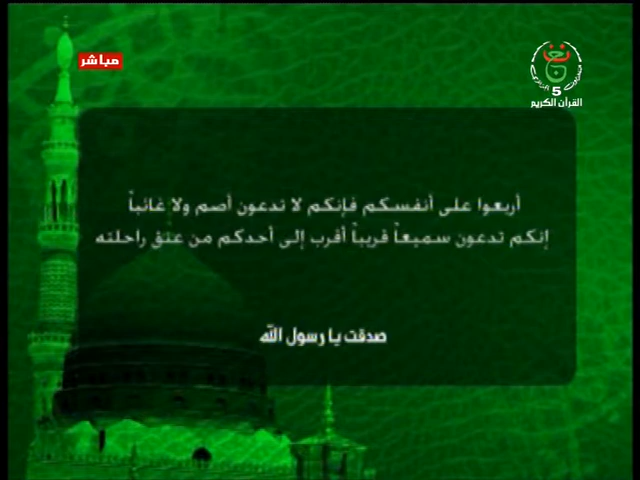 مباشر
5
القرآن الكريم
أربعوا على أنفسكم فإنكم لا تدعون أصم ولا غائباً
إنكم تدعون سميعاً قريباً أقرب إلى أحدكم من عنق راحلته
صدقت يا رسول الله